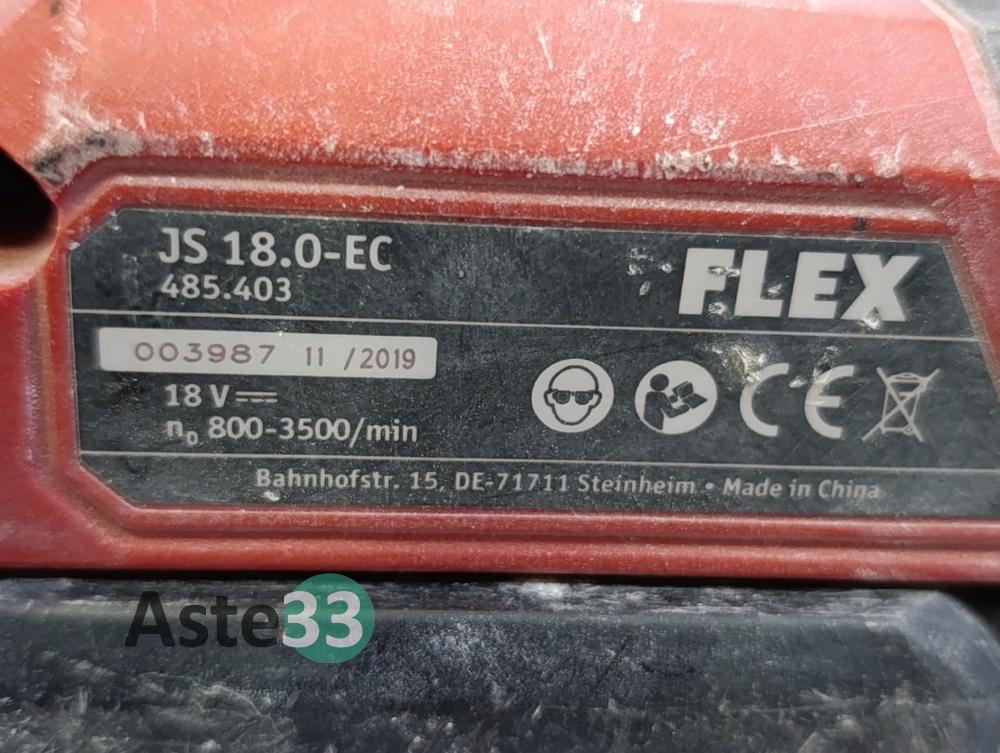 JS 18.0-EC
485.403
FLEX
003987 11 /2019
18 V⎓
n₀ 800-3500/min
CE
Bahnhofstr. 15, DE-71711 Steinheim • Made in China
Aste33